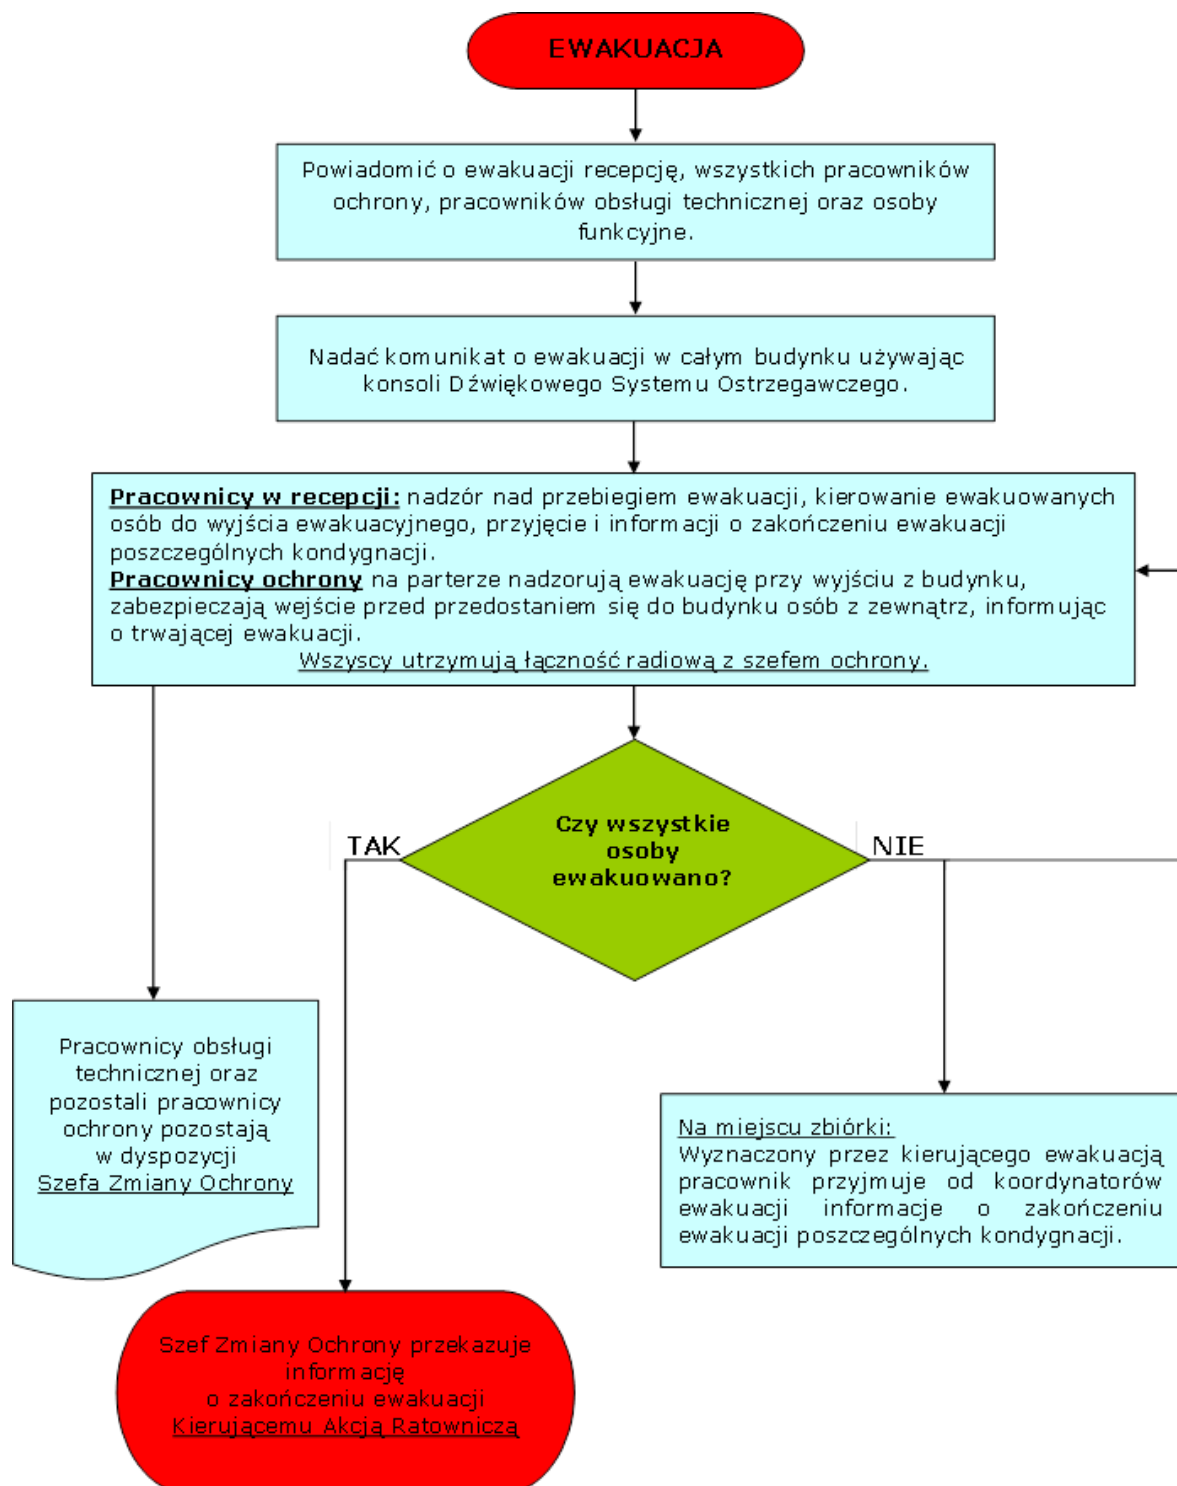 EWAKUACJA
Powiadomić o ewakuacji recepcję, wszystkich pracowników
ochrony, pracowników obsługi technicznej oraz osoby
funkcyjne.
Nadać komunikat o ewakuacji w całym budynku używając
konsoli Dźwiękowego Systemu Ostrzegawczego.
Pracownicy w recepcji: nadzór nad przebiegiem ewakuacji, kierowanie ewakuowanych
osób do wyjścia ewakuacyjnego, przyjęcie i informacji o zakończeniu ewakuacji
poszczególnych kondygnacji.
Pracownicy ochrony na parterze nadzorują ewakuację przy wyjściu z budynku,
zabezpieczają wejście przed przedostaniem się do budynku osób z zewnątrz, informując
o trwającej ewakuacji.
Wszyscy utrzymują łączność radiową z szefem ochrony.
Czy wszystkie
osoby
ewakuowano?
TAK
NIE
Pracownicy obsługi
technicznej oraz
pozostali pracownicy
ochrony pozostają
w dyspozycji
Szefa Zmiany Ochrony
Na miejscu zbiórki:
Wyznaczony przez kierującego ewakuacją
pracownik przyjmuje od koordynatorów
ewakuacji informacje o zakończeniu
ewakuacji poszczególnych kondygnacji.
Szef Zmiany Ochrony przekazuje
informację
o zakończeniu ewakuacji
Kierującemu Akcją Ratowniczą